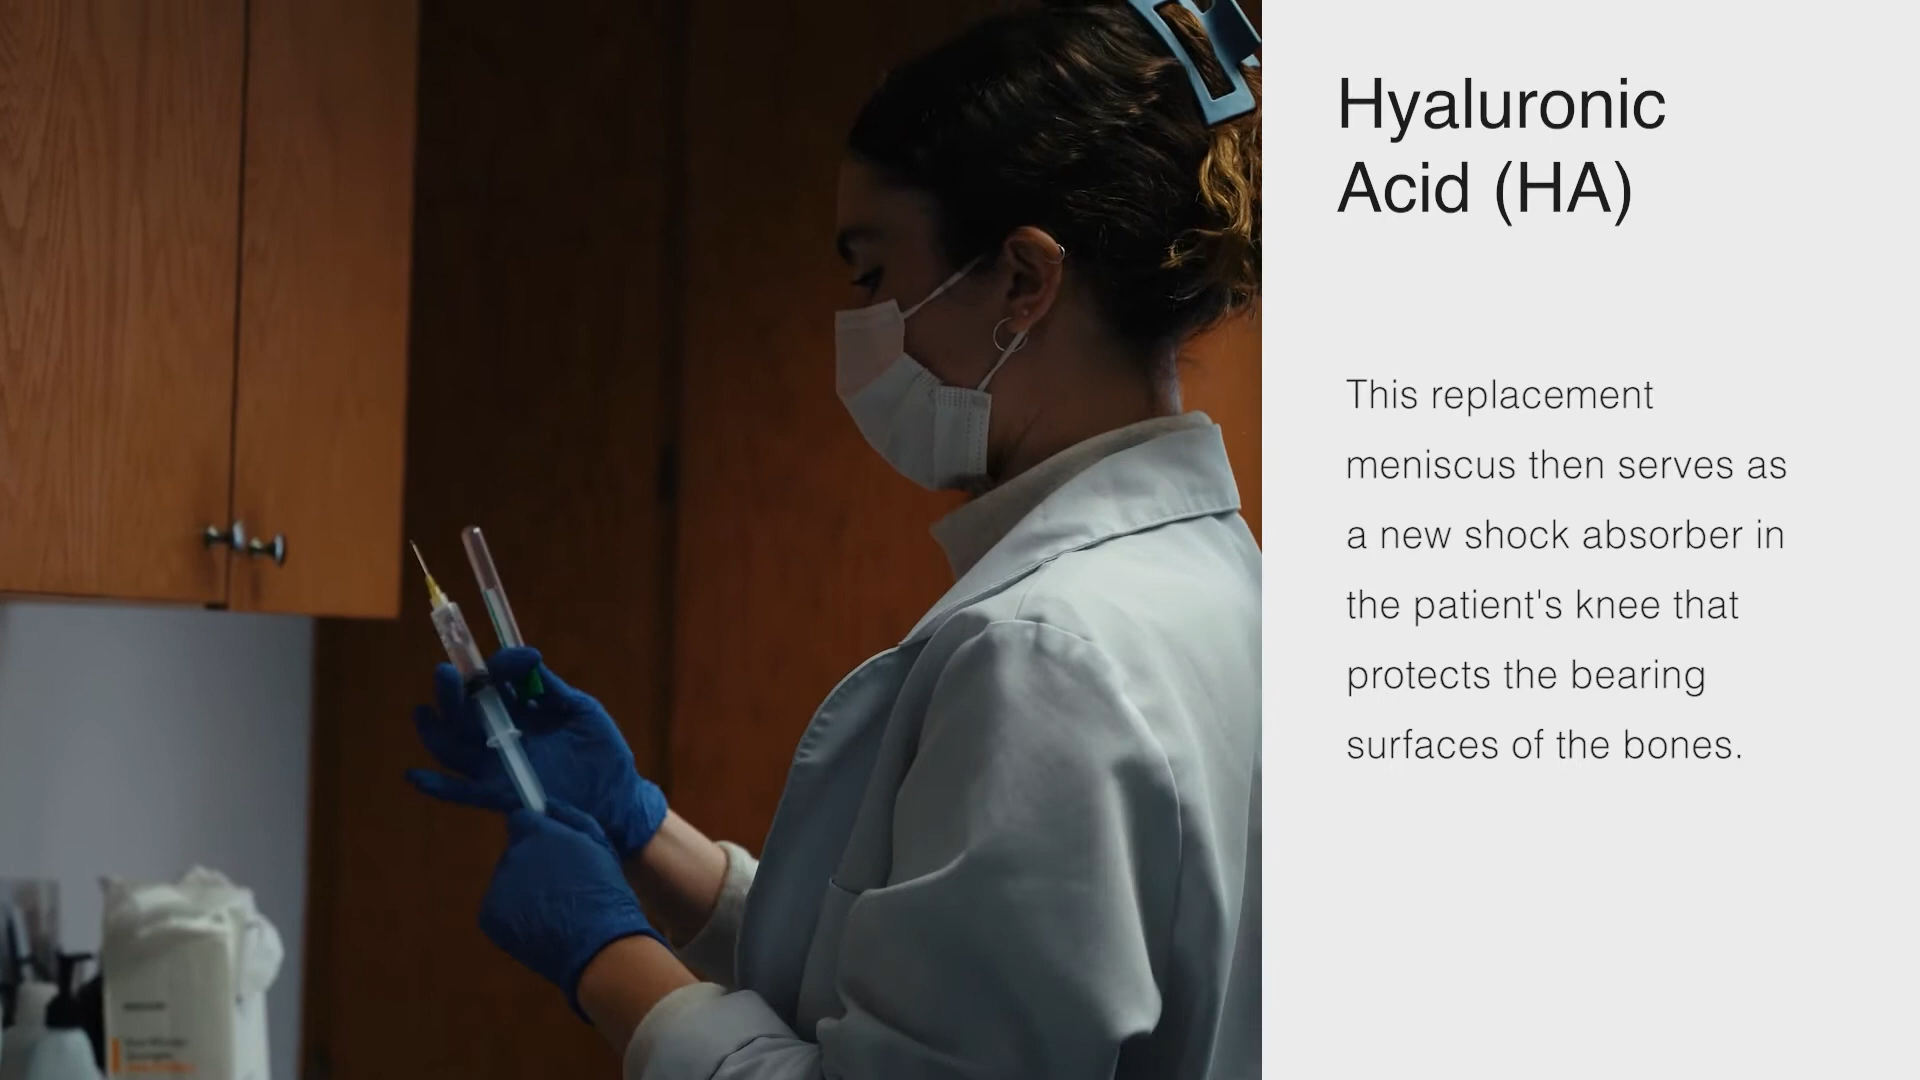 Hyaluronic
Acid (HA)
This replacement
meniscus then serves as
a new shock absorber in
the patient's knee that
protects the bearing
surfaces of the bones.